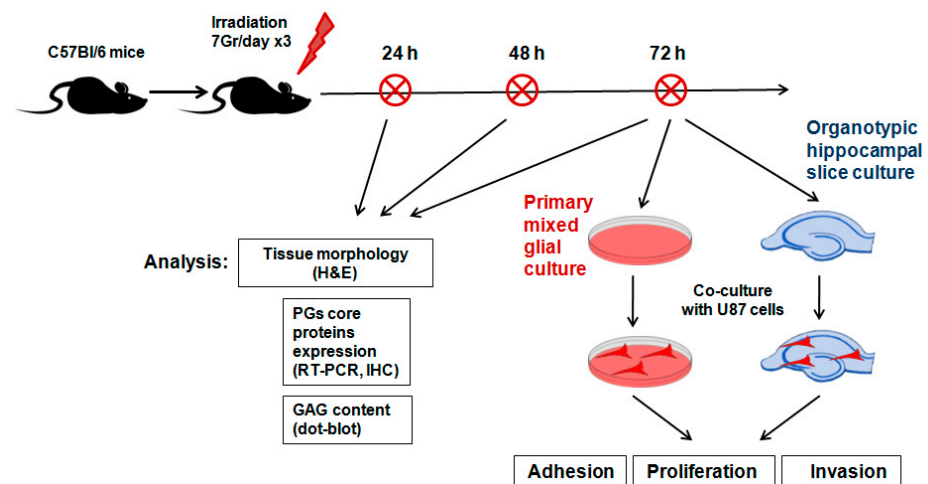 Irradiation
7Gr/day x3
C57Bl/6 mice
24 h
48 h
72 h
Organotypic
hippocampal
slice culture
Primary
mixed
glial
culture
Analysis:
Tissue morphology
(H&E)
Co-culture
with U87 cells
PGs core
proteins
expression
(RT-PCR, IHC)
GAG content
(dot-blot)
Adhesion
Proliferation
Invasion